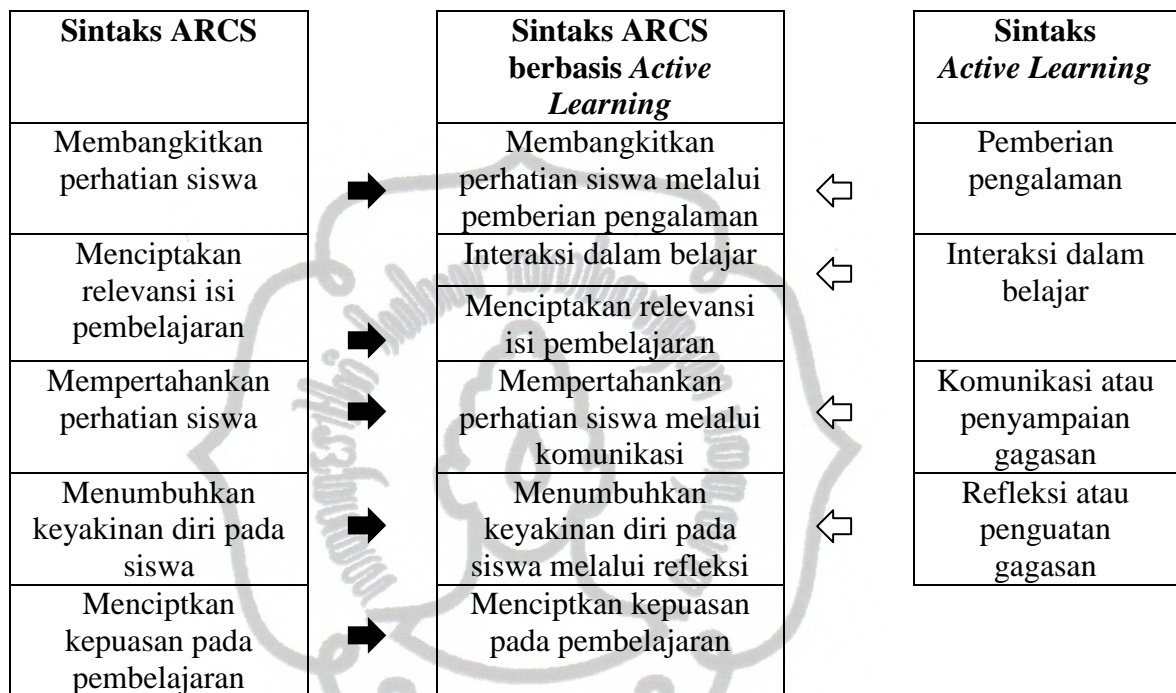 Sintaks ARCS
Sintaks ARCS
berbasis Active
Learning
Sintaks
Active Learning
Membangkitkan
perhatian siswa
Membangkitkan
perhatian siswa melalui
pemberian pengalaman
Pemberian
pengalaman
Menciptakan
relevansi isi
pembelajaran
Interaksi dalam belajar
Menciptakan relevansi
isi pembelajaran
Interaksi dalam
belajar
Mempertahankan
perhatian siswa
Mempertahankan
perhatian siswa melalui
komunikasi
Komunikasi atau
penyampaian
gagasan
Menumbuhkan
keyakinan diri pada
siswa
Menumbuhkan
keyakinan diri pada
siswa melalui refleksi
Refleksi atau
penguatan
gagasan
Menciptkan
kepuasan pada
pembelajaran
Menciptkan kepuasan
pada pembelajaran